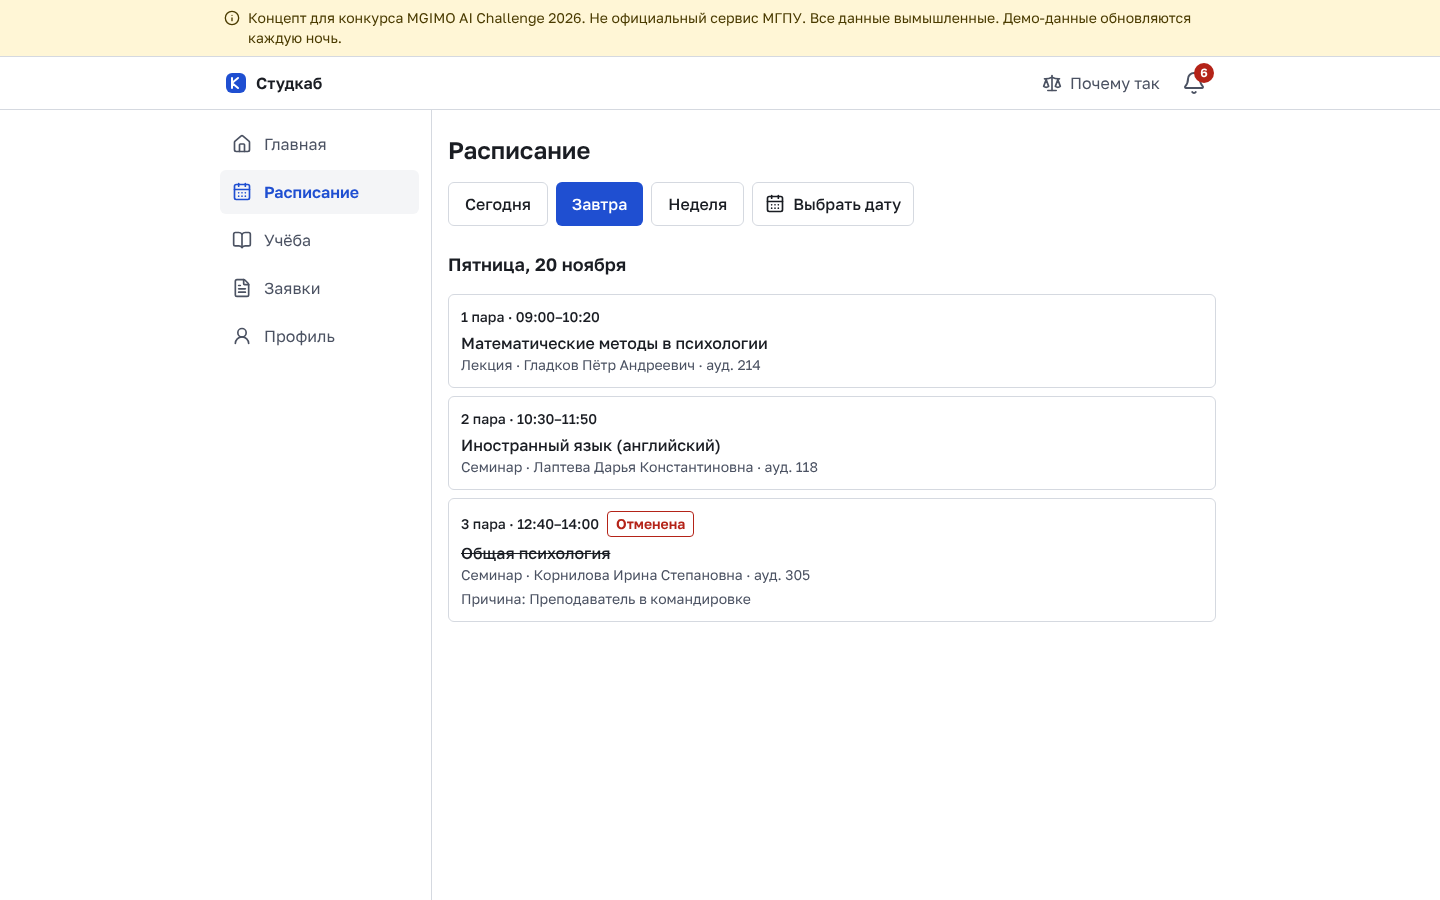 Концепт для конкурса MGIMO AI Challenge 2026. Не официальный сервис МГПУ. Все данные вымышленные. Демо-данные обновляются
каждую ночь.
Студкаб
Почему так
6
Главная
Расписание
Учёба
Заявки
Профиль
Расписание
Сегодня
Завтра
Неделя
Выбрать дату
Пятница, 20 ноября
1 пара · 09:00–10:20
Математические методы в психологии
Лекция · Гладков Пётр Андреевич · ауд. 214
2 пара · 10:30–11:50
Иностранный язык (английский)
Семинар · Лаптева Дарья Константиновна · ауд. 118
3 пара · 12:40–14:00 Отменена
Общая психология
Семинар · Корнилова Ирина Степановна · ауд. 305
Причина: Преподаватель в командировке